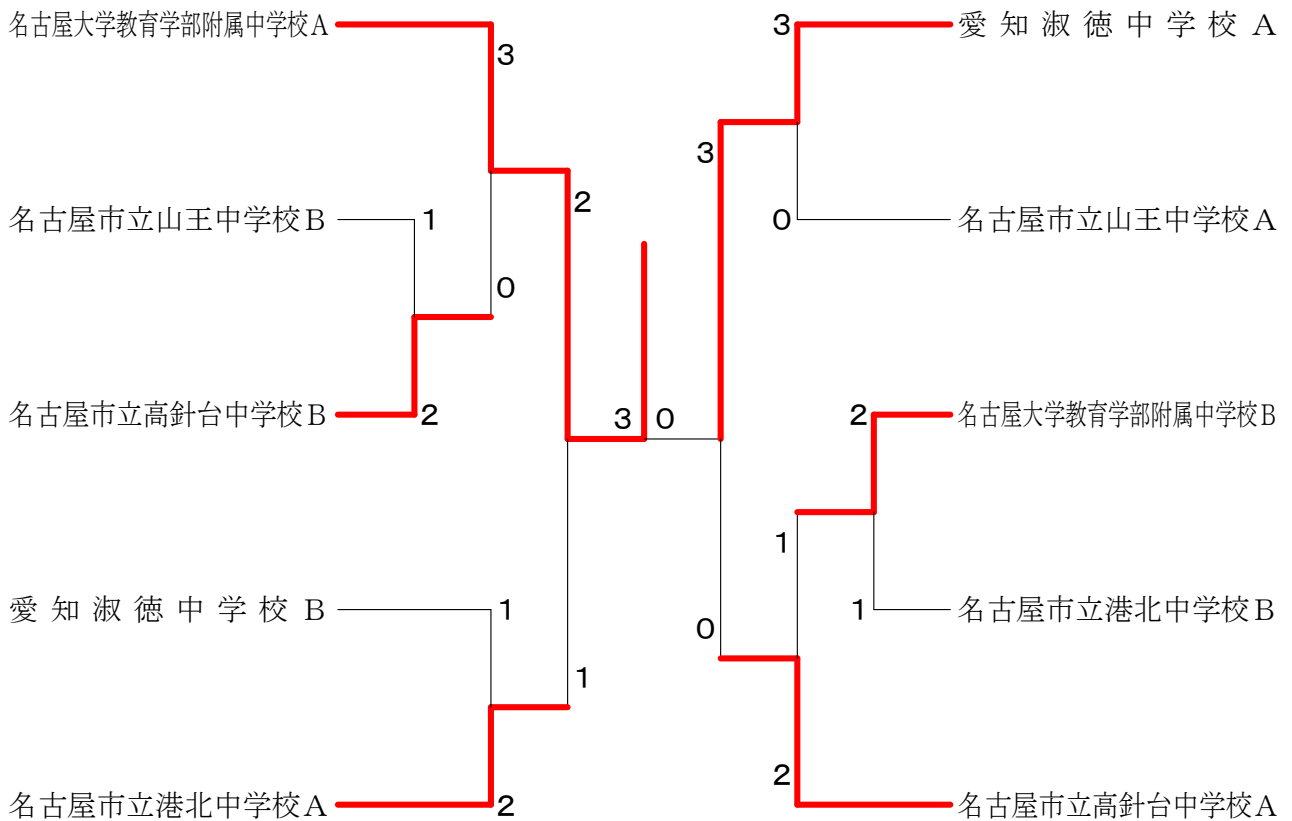 名古屋大学教育学部附属中学校A
3
3
愛知淑徳中学校A
3
2
名古屋市立山王中学校B
1
0
名古屋市立山王中学校A
0
名古屋市立高針台中学校B
2
3
0
2
名古屋大学教育学部附属中学校B
1
愛知淑徳中学校B
1
0
1
名古屋市立港北中学校B
1
名古屋市立港北中学校A
2
2
名古屋市立高針台中学校A